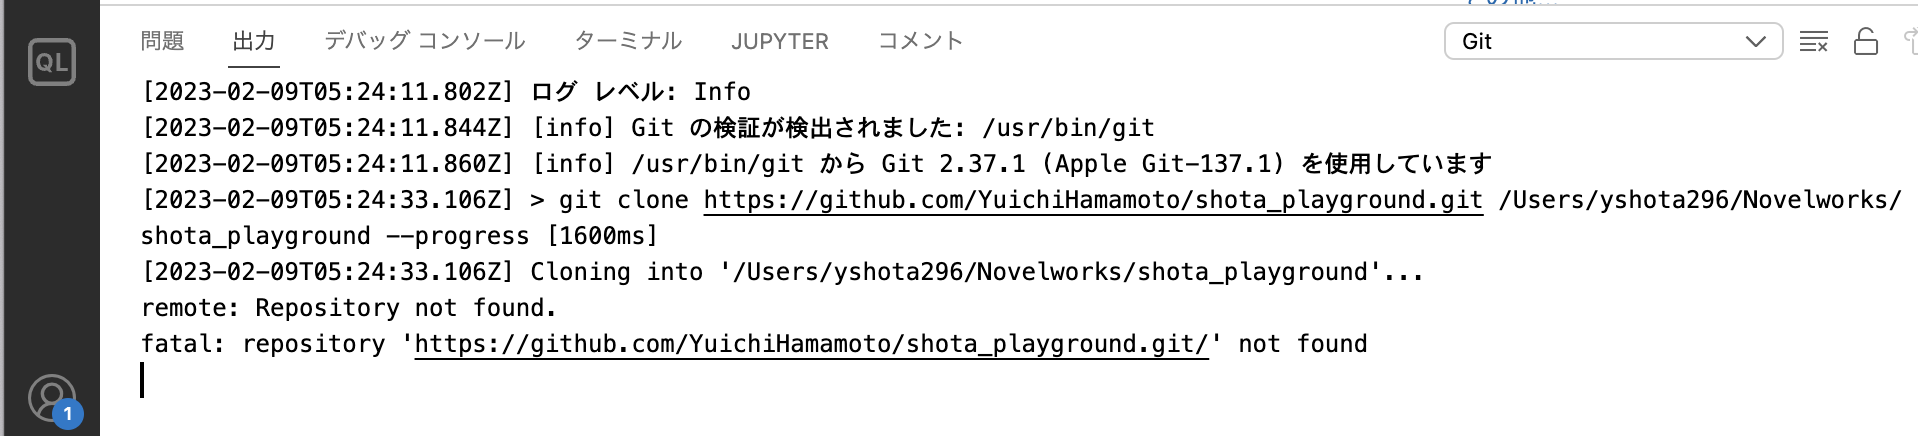 QL
問題 出力 デバッグ コンソール ターミナル JUPYTER コメント Git
[2023-02-09T05:24:11.802Z] ログ レベル: Info
[2023-02-09T05:24:11.844Z] [info] Git の検証が検出されました: /usr/bin/git
[2023-02-09T05:24:11.860Z] [info] /usr/bin/git から Git 2.37.1 (Apple Git-137.1) を使用しています
[2023-02-09T05:24:33.106Z] > git clone https://github.com/YuichiHamamoto/shota_playground.git /Users/yshota296/Novelworks/
shota_playground --progress [1600ms]
[2023-02-09T05:24:33.106Z] Cloning into '/Users/yshota296/Novelworks/shota_playground'...
remote: Repository not found.
fatal: repository 'https://github.com/YuichiHamamoto/shota_playground.git/' not found
1